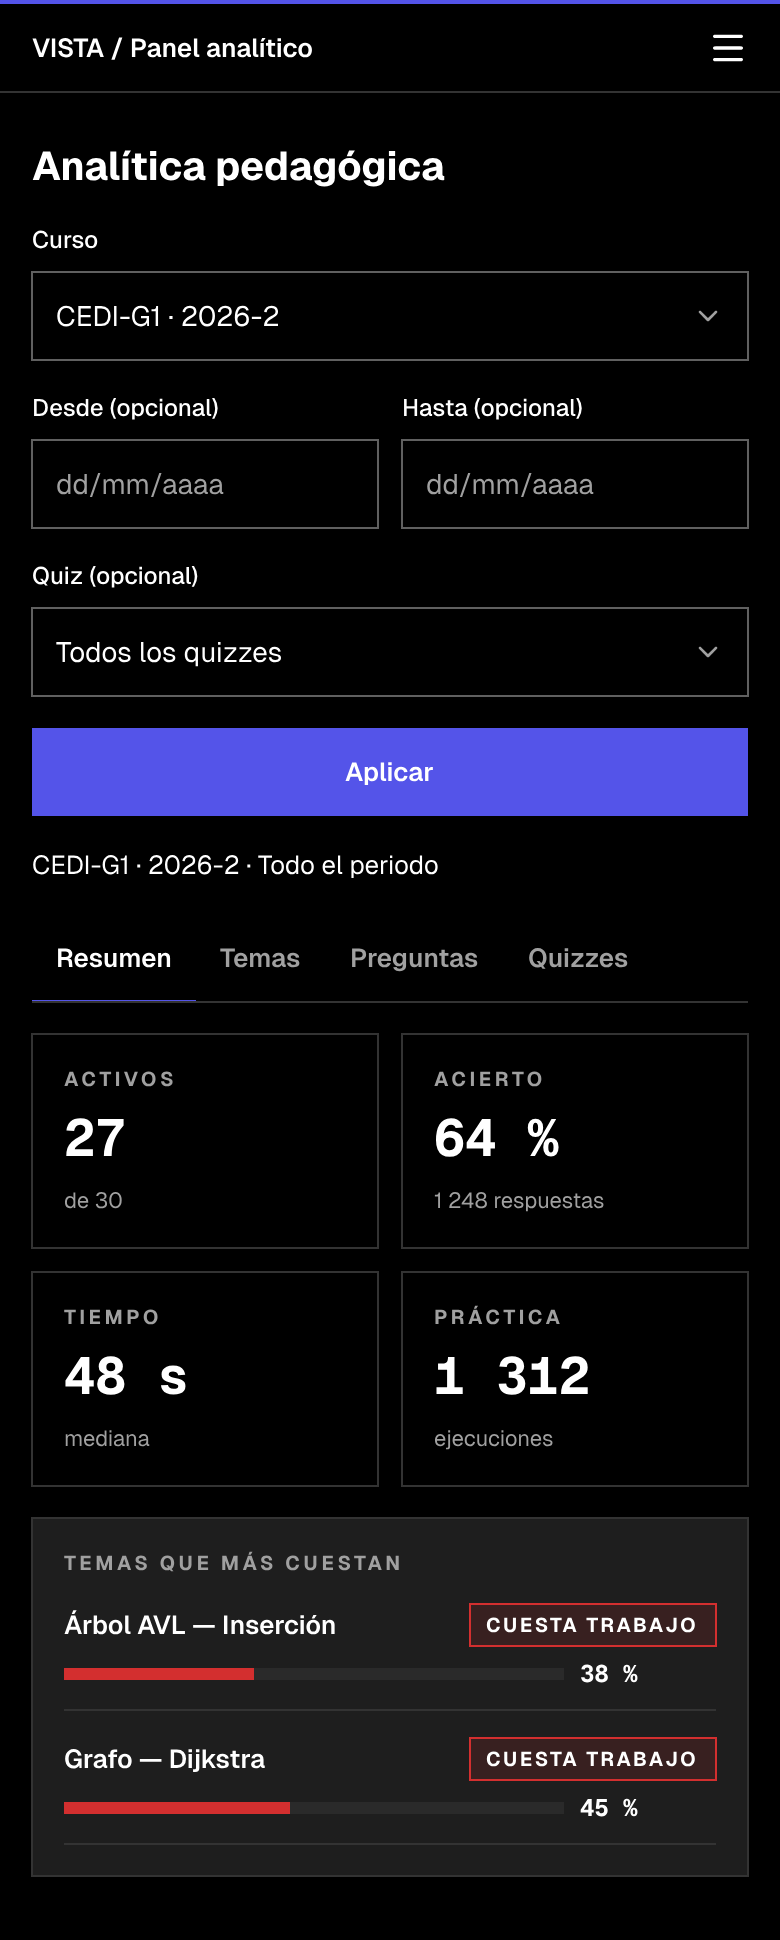 VISTA / Panel analítico
Analítica pedagógica
Curso
CEDI-G1 · 2026-2
Desde (opcional) Hasta (opcional)
dd/mm/aaaa dd/mm/aaaa
Quiz (opcional)
Todos los quizzes
Aplicar
CEDI-G1 · 2026-2 · Todo el periodo
Resumen Temas Preguntas Quizzes
ACTIVOS
27
de 30
ACIERTO
64 %
1 248 respuestas
TIEMPO
48 s
mediana
PRÁCTICA
1 312
ejecuciones
TEMAS QUE MÁS CUESTAN
Árbol AVL — Inserción CUESTA TRABAJO
38 %
Grafo — Dijkstra CUESTA TRABAJO
45 %